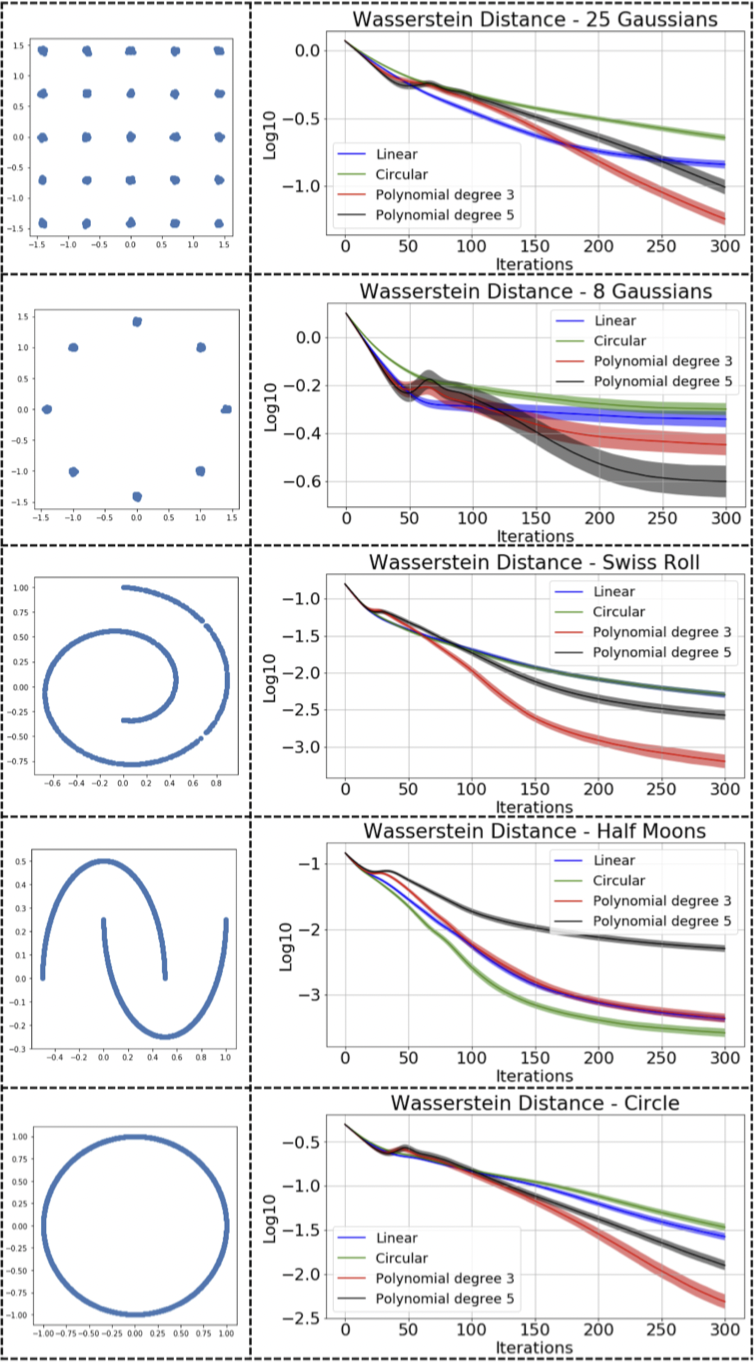 Wasserstein Distance - 25 Gaussians
1.5
1.0
0.5
0.0
−0.5
−1.0
−1.5
−1.5 −1.0 −0.5 0.0 0.5 1.0 1.5
Log10
0.0
−0.5
−1.0
Linear
Circular
Polynomial degree 3
Polynomial degree 5
0 50 100 150 200 250 300
Iterations
Wasserstein Distance - 8 Gaussians
1.5
1.0
0.5
0.0
−0.5
−1.0
−1.5
−1.5 −1.0 −0.5 0.0 0.5 1.0 1.5
Log10
0.0
−0.2
−0.4
−0.6
Linear
Circular
Polynomial degree 3
Polynomial degree 5
0 50 100 150 200 250 300
Iterations
Wasserstein Distance - Swiss Roll
1.00
0.75
0.50
0.25
0.00
−0.25
−0.50
−0.75
−0.6 −0.4 −0.2 0.0 0.2 0.4 0.6 0.8
Log10
−1.0
−1.5
−2.0
−2.5
−3.0
Linear
Circular
Polynomial degree 3
Polynomial degree 5
0 50 100 150 200 250 300
Iterations
Wasserstein Distance - Half Moons
0.5
0.4
0.3
0.2
0.1
0.0
−0.1
−0.2
−0.3
−0.4 −0.2 0.0 0.2 0.4 0.6 0.8 1.0
Log10
−1
−2
−3
Linear
Circular
Polynomial degree 3
Polynomial degree 5
0 50 100 150 200 250 300
Iterations
Wasserstein Distance - Circle
1.00
0.75
0.50
0.25
0.00
−0.25
−0.50
−0.75
−1.00
−1.00 −0.75 −0.50 −0.25 0.00 0.25 0.50 0.75 1.00
Log10
−0.5
−1.0
−1.5
−2.0
−2.5
Linear
Circular
Polynomial degree 3
Polynomial degree 5
0 50 100 150 200 250 300
Iterations